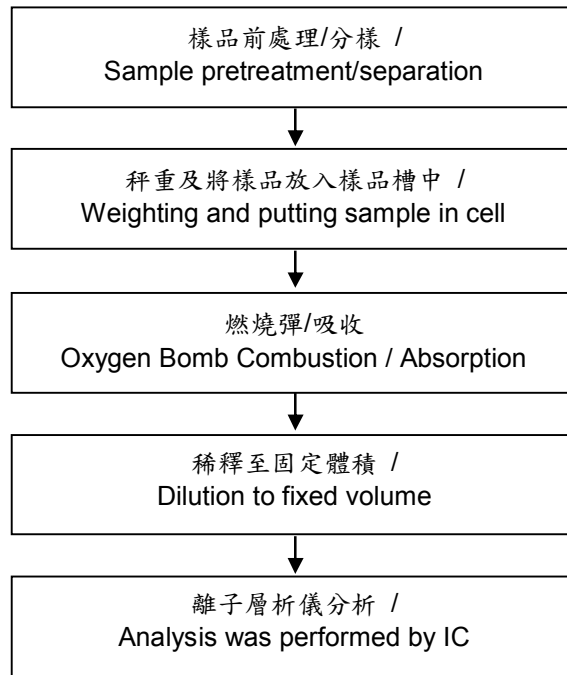 樣品前處理/分樣 /
Sample pretreatment/separation
秤重及將樣品放入樣品槽中 /
Weighting and putting sample in cell
燃燒彈/吸收
Oxygen Bomb Combustion / Absorption
稀釋至固定體積 /
Dilution to fixed volume
離子層析儀分析 /
Analysis was performed by IC